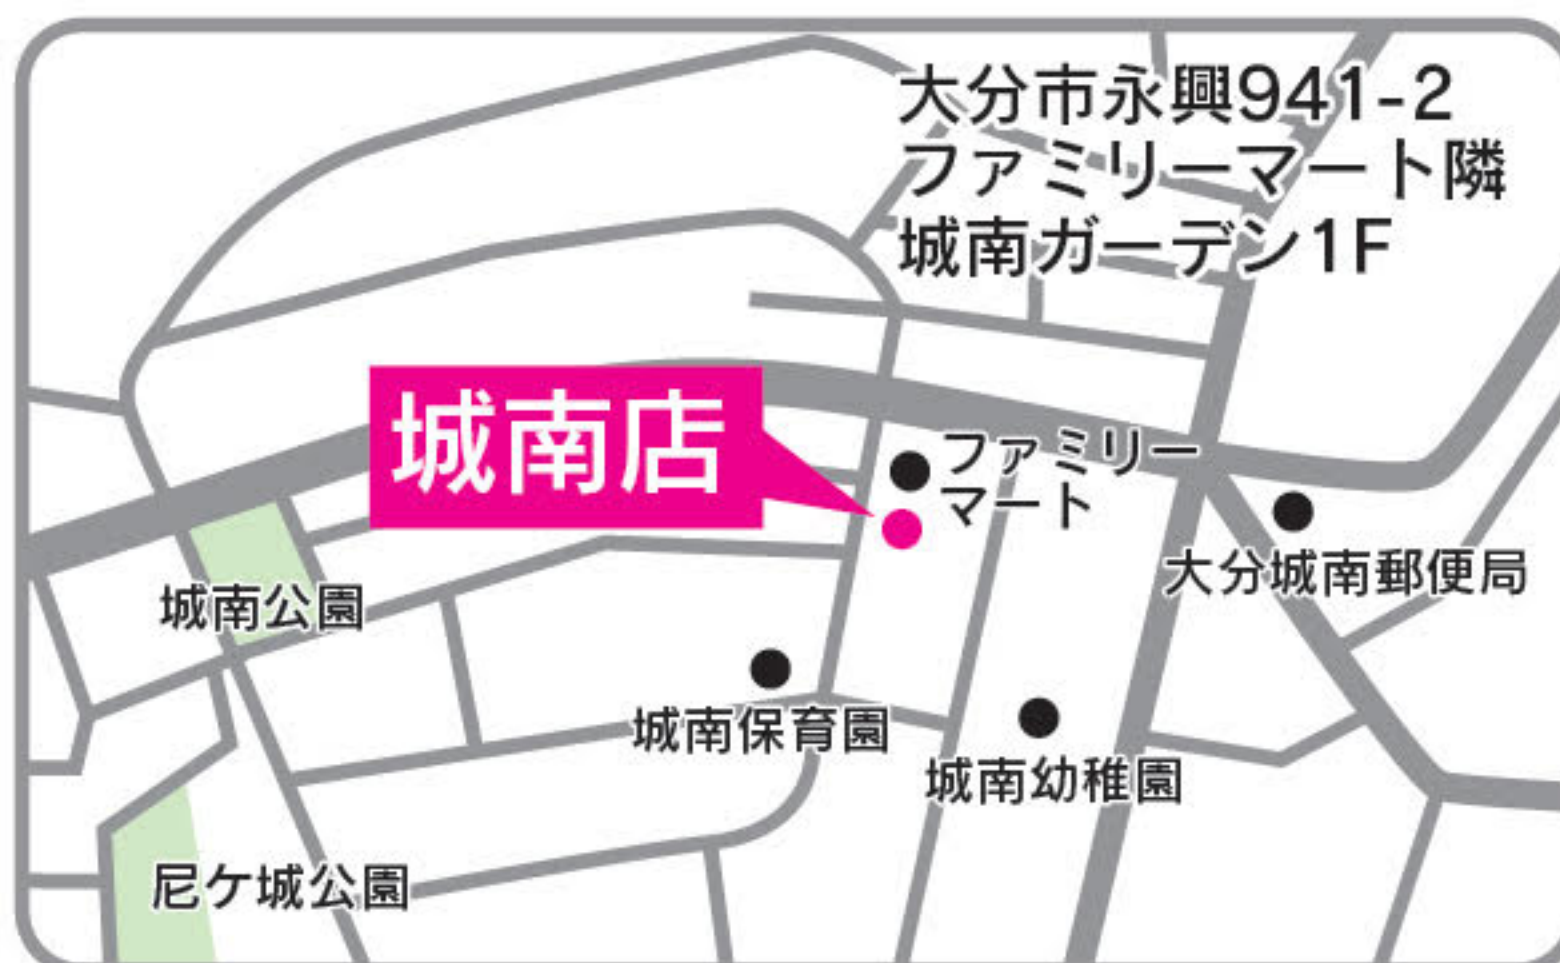 大分市永興941-2
ファミリーマート隣
城南ガーデン1F
城南店
ファミリー
マート
大分城南郵便局
城南公園
城南保育園
城南幼稚園
尼ケ城公園